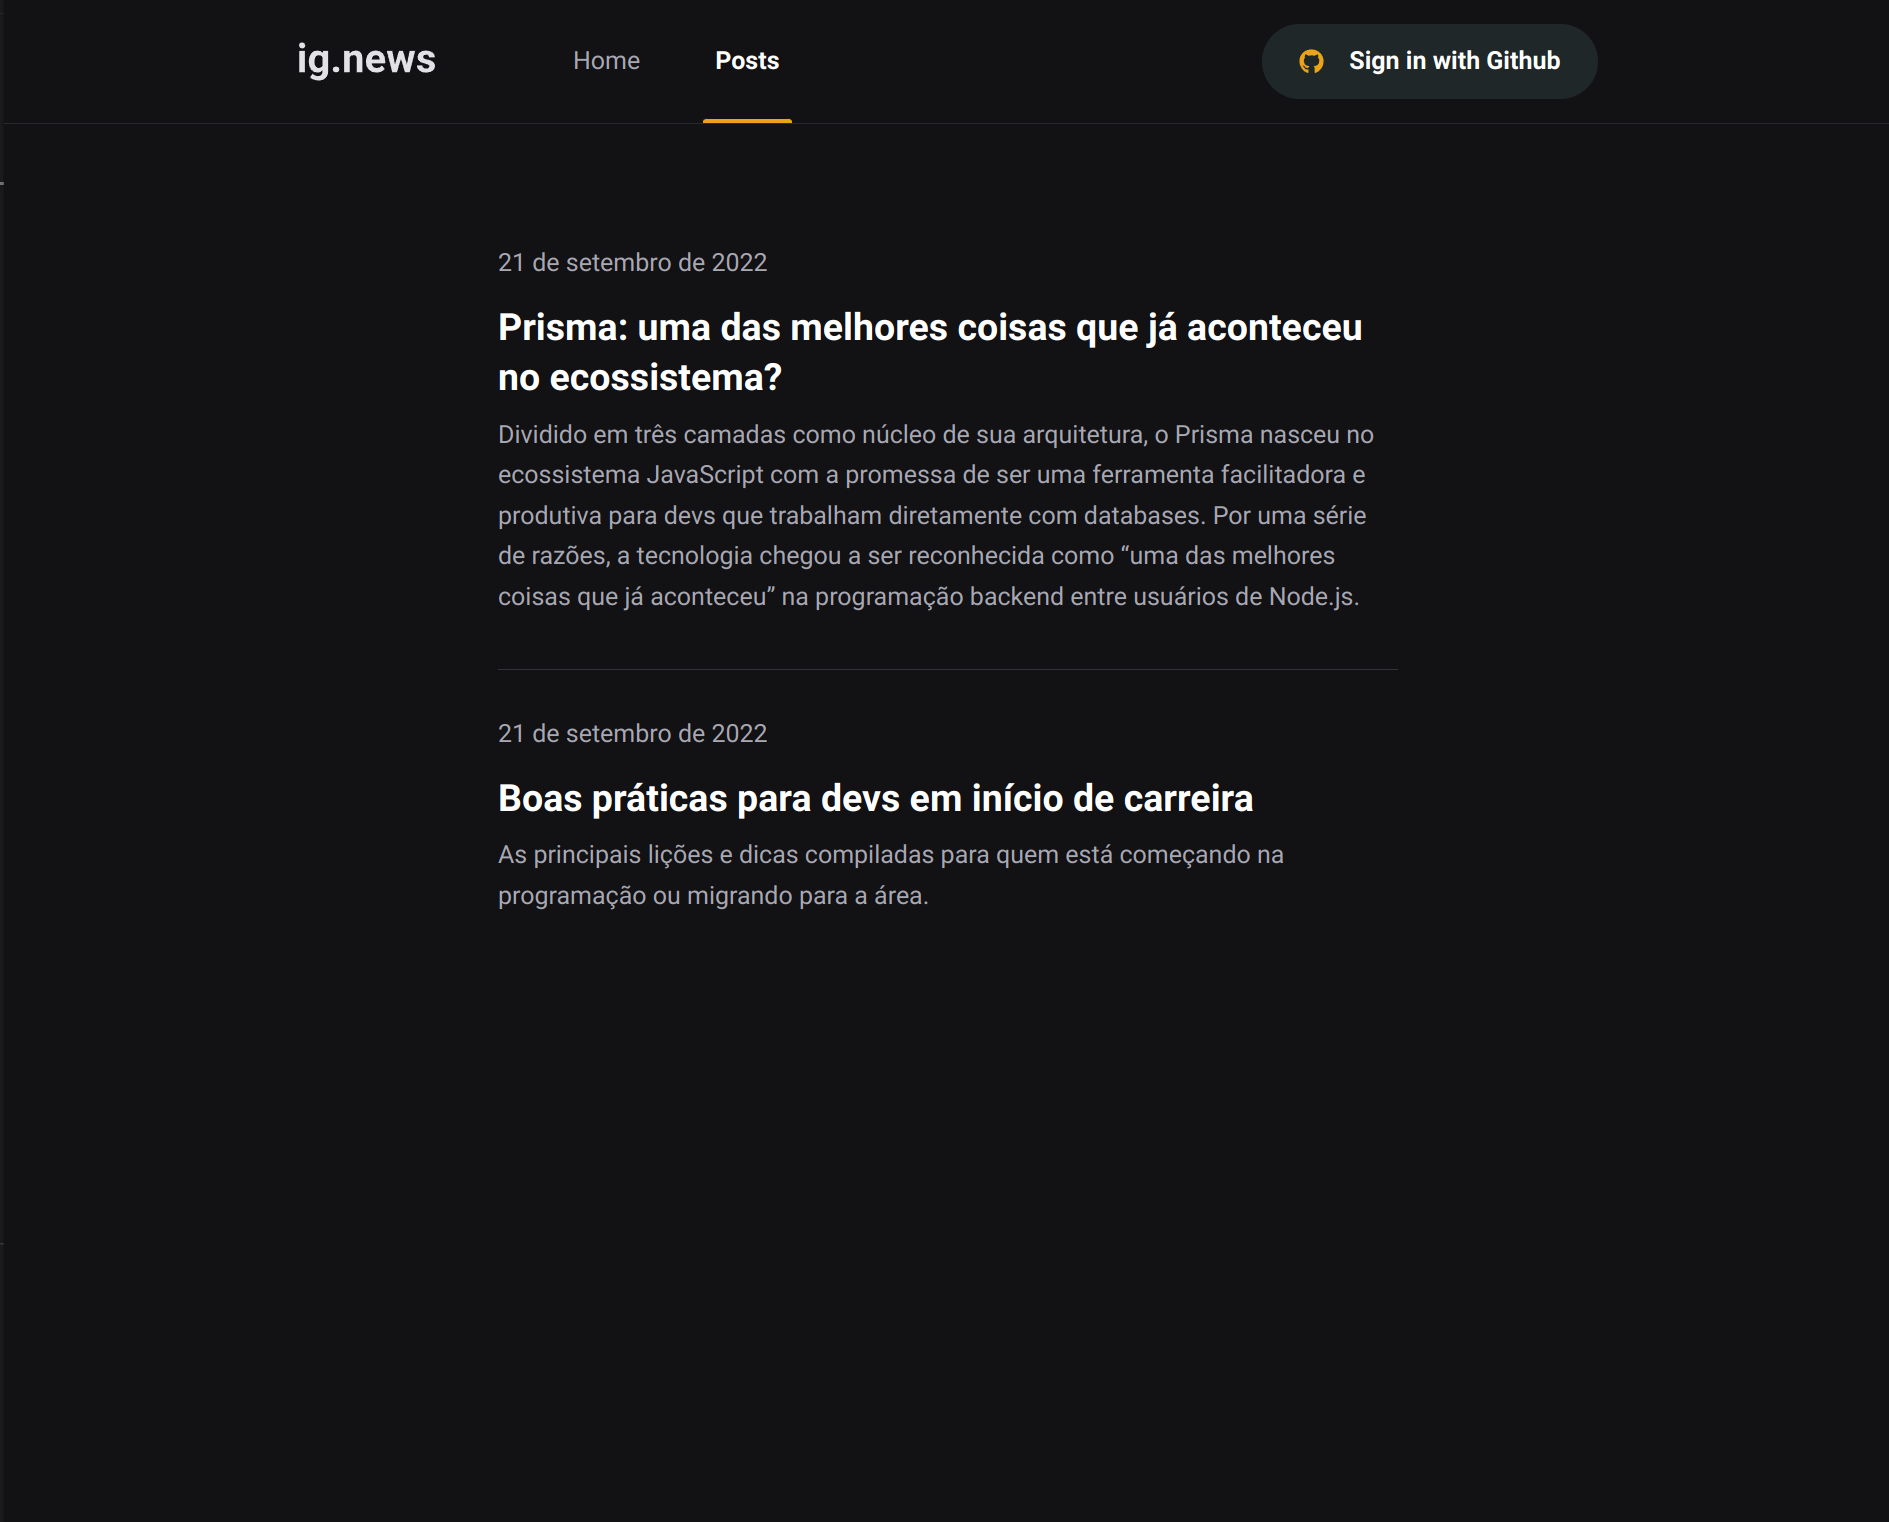 ig.news
Home
Posts
Sign in with Github
21 de setembro de 2022
Prisma: uma das melhores coisas que já aconteceu
no ecossistema?
Dividido em três camadas como núcleo de sua arquitetura, o Prisma nasceu no
ecossistema JavaScript com a promessa de ser uma ferramenta facilitadora e
produtiva para devs que trabalham diretamente com databases. Por uma série
de razões, a tecnologia chegou a ser reconhecida como “uma das melhores
coisas que já aconteceu” na programação backend entre usuários de Node.js.
21 de setembro de 2022
Boas práticas para devs em início de carreira
As principais lições e dicas compiladas para quem está começando na
programação ou migrando para a área.